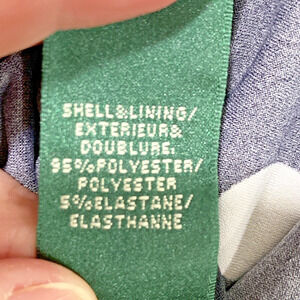 SHELL&LINING/
EXTERIEUR&
DOUBLURE.
95%POLYESTER/
POLYESTER
5%ELASTANE/
ELASTHANNE